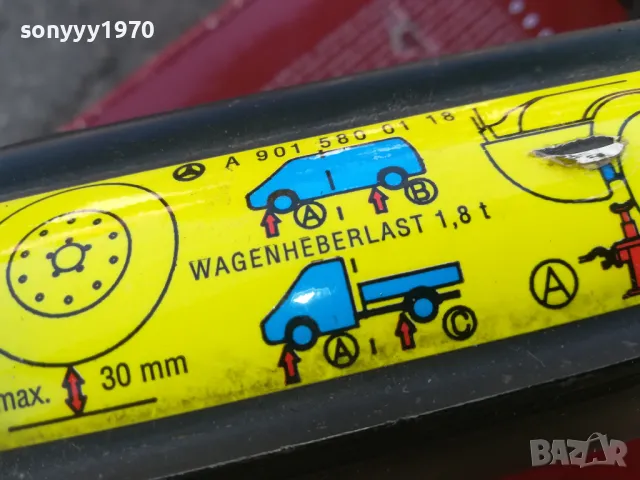 sonyyy1970
A 901 580 01 18
A
B
WAGENHEBERLAST 1,8 t
A
A
C
max. 30 mm
BAZAR